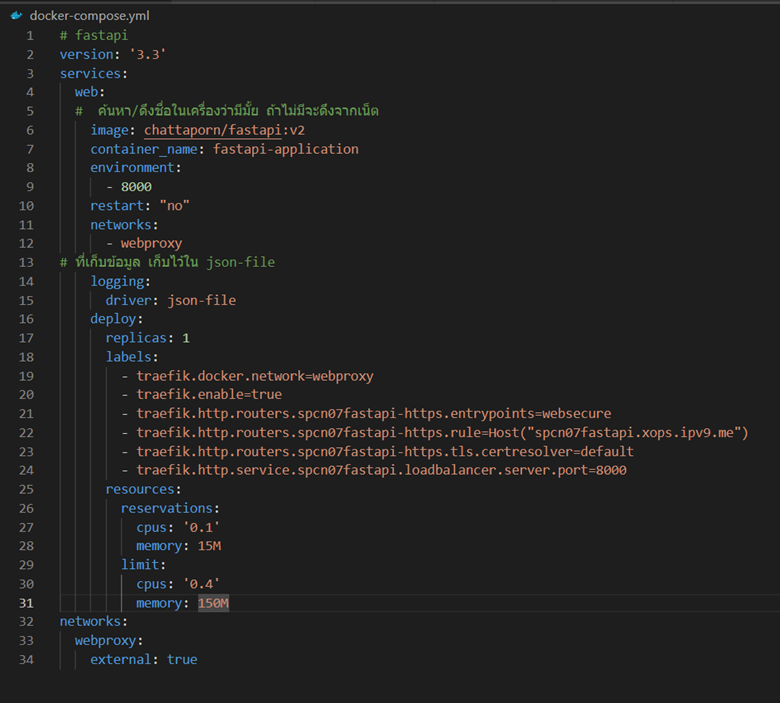 docker-compose.yml
1 # fastapi
2 version: '3.3'
3 services:
4 web:
5 # ค้นหา/ดึงชื่อในเครื่องว่ามีมั้ย ถ้าไม่มีจะดึงจากเน็ต
6 image: chattaporn/fastapi:v2
7 container_name: fastapi-application
8 environment:
9 - 8000
10 restart: "no"
11 networks:
12 - webproxy
13 # ที่เก็บข้อมูล เก็บไว้ใน json-file
14 logging:
15 driver: json-file
16 deploy:
17 replicas: 1
18 labels:
19 - traefik.docker.network=webproxy
20 - traefik.enable=true
21 - traefik.http.routers.spcn07fastapi-https.entrypoints=websecure
22 - traefik.http.routers.spcn07fastapi-https.rule=Host("spcn07fastapi.xops.ipv9.me")
23 - traefik.http.routers.spcn07fastapi-https.tls.certresolver=default
24 - traefik.http.service.spcn07fastapi.loadbalancer.server.port=8000
25 resources:
26 reservations:
27 cpus: '0.1'
28 memory: 15M
29 limit:
30 cpus: '0.4'
31 memory: 150M
32 networks:
33 webproxy:
34 external: true